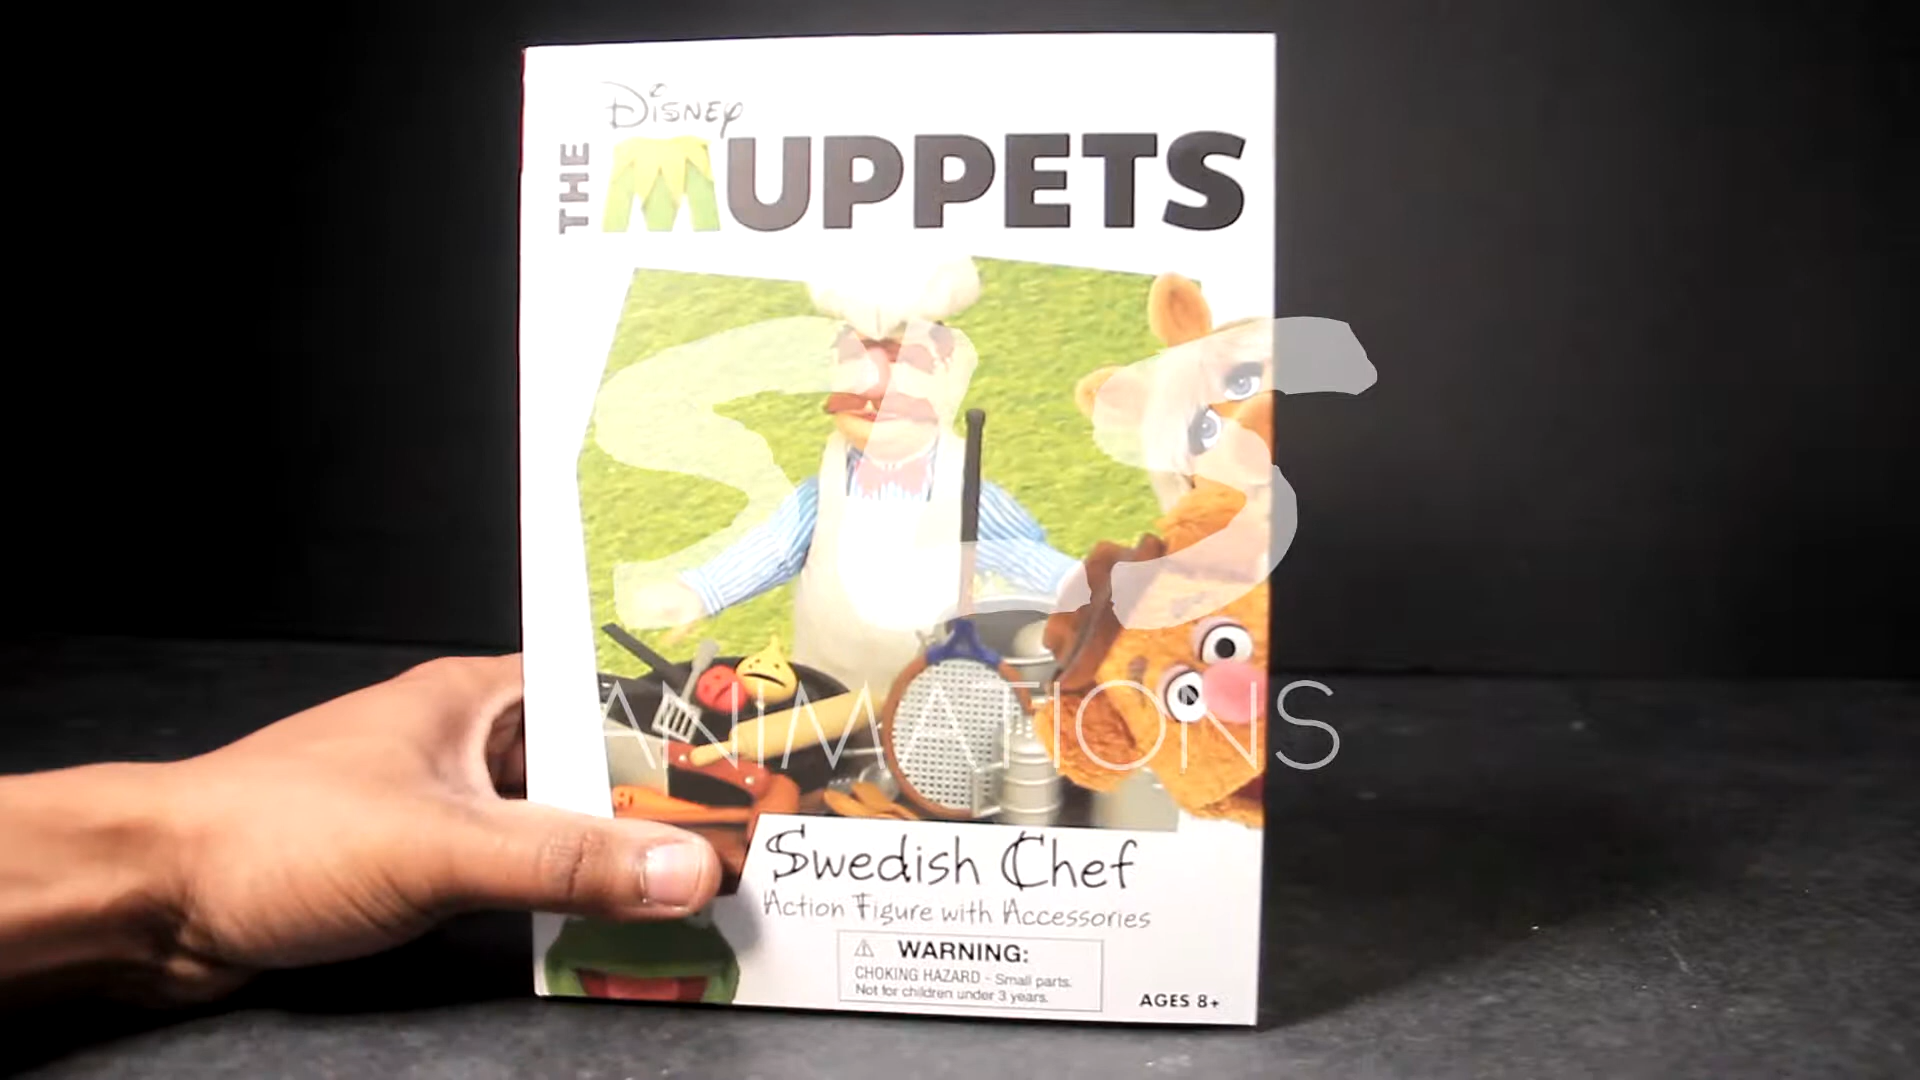 Disney
THE MUPPETS
SJS
ANIMATIONS
Swedish Chef
Action Figure with Accessories
⚠ WARNING:
CHOKING HAZARD - Small parts.
Not for children under 3 years.
AGES 8+